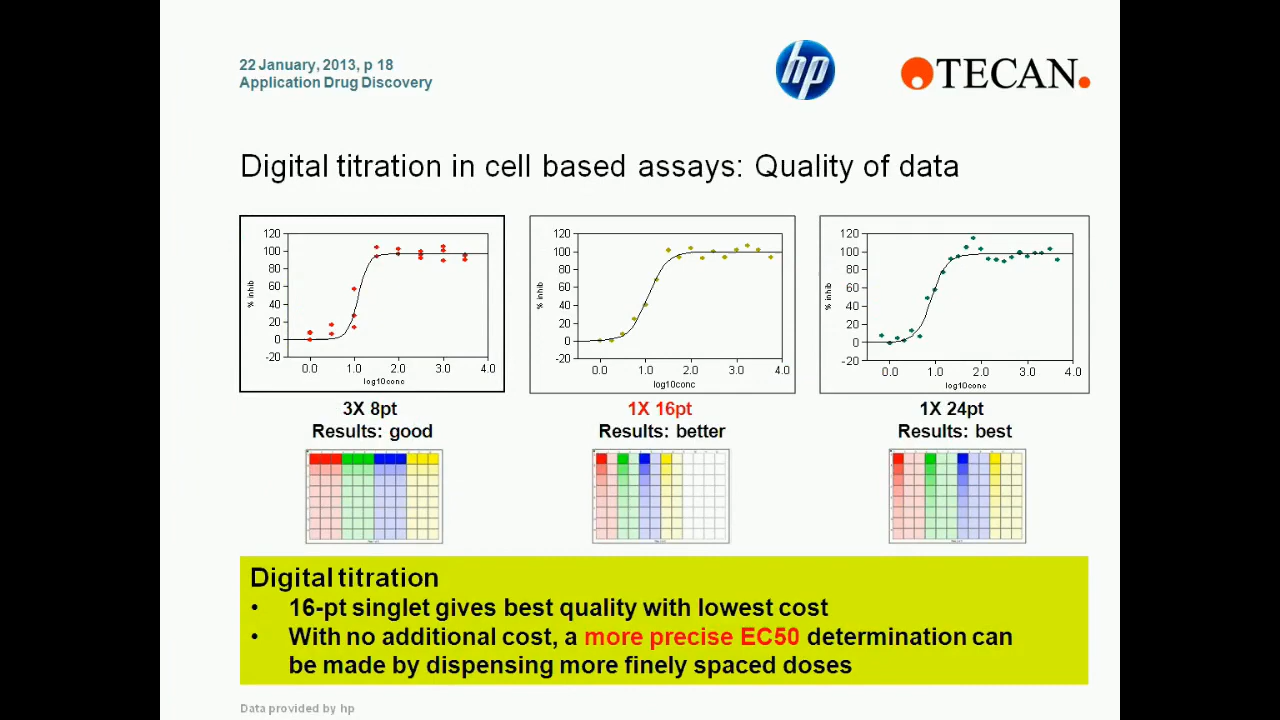 22 January, 2013, p 18
Application Drug Discovery
hp
TECAN.
Digital titration in cell based assays: Quality of data
120
100
80
60
40
20
0
-20
% inhib
0.0 1.0 2.0 3.0 4.0
log10conc
120
100
80
60
40
20
0
-20
% inhib
0.0 1.0 2.0 3.0 4.0
log10conc
120
100
80
60
40
20
0
-20
% inhib
0.0 1.0 2.0 3.0 4.0
log10conc
3X 8pt
Results: good
1X 16pt
Results: better
1X 24pt
Results: best
Digital titration
• 16-pt singlet gives best quality with lowest cost
• With no additional cost, a more precise EC50 determination can
be made by dispensing more finely spaced doses
Data provided by hp